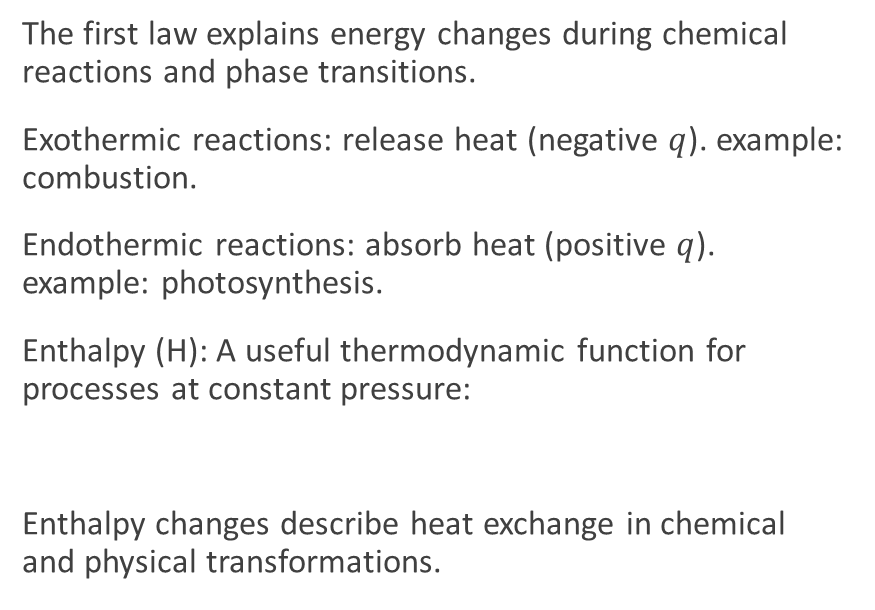 The first law explains energy changes during chemical
reactions and phase transitions.
Exothermic reactions: release heat (negative q). example:
combustion.
Endothermic reactions: absorb heat (positive q).
example: photosynthesis.
Enthalpy (H): A useful thermodynamic function for
processes at constant pressure:
Enthalpy changes describe heat exchange in chemical
and physical transformations.